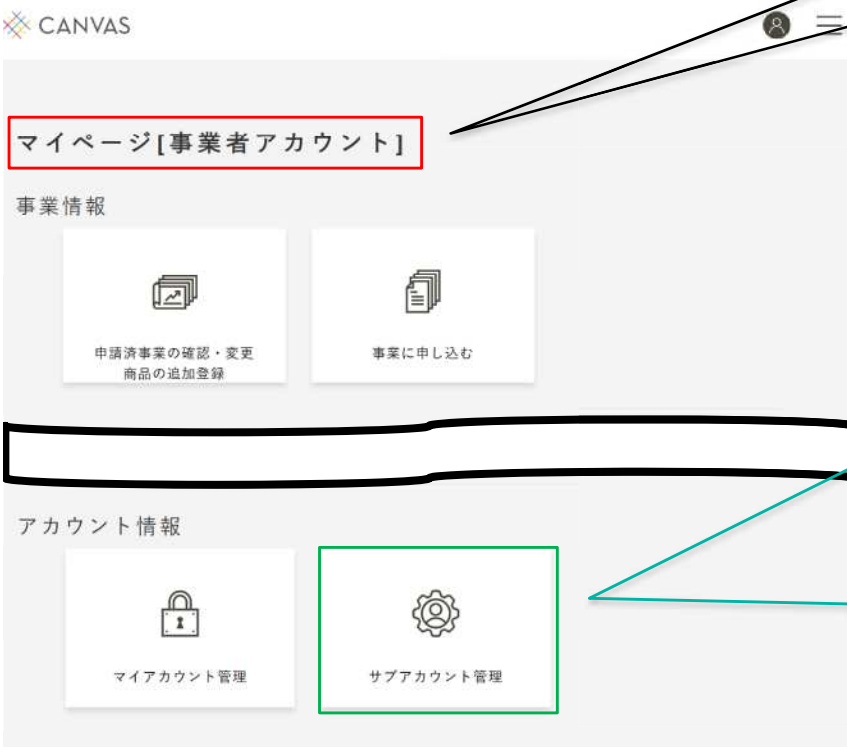 CANVAS
マイページ[事業者アカウント]
事業情報
申請済事業の確認・変更
商品の追加登録
事業に申し込む
アカウント情報
マイアカウント管理
サブアカウント管理